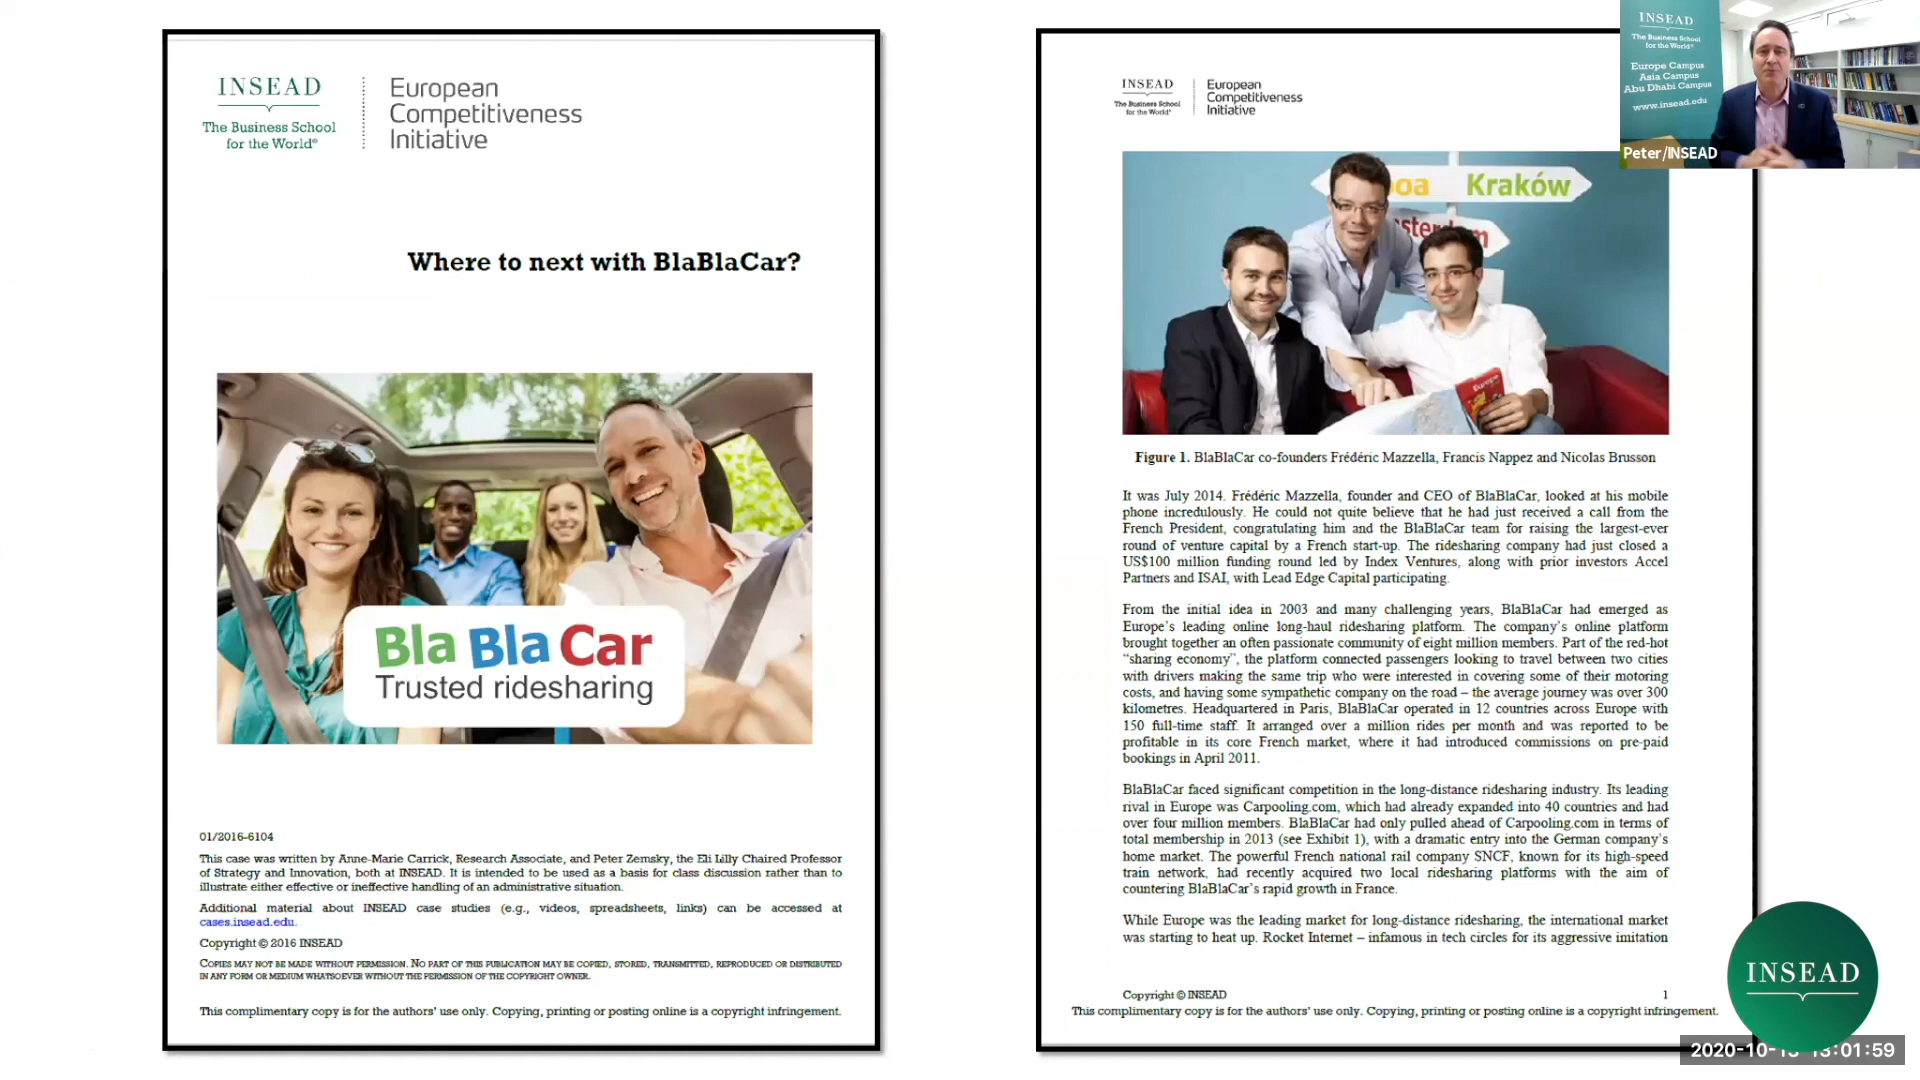 INSEAD
The Business School
for the World®
European
Competitiveness
Initiative
Where to next with BlaBlaCar?
Bla Bla Car
Trusted ridesharing
01/2016-6104
This case was written by Anne-Marie Carrick, Research Associate, and Peter Zemsky, the Eli Lilly Chaired Professor
of Strategy and Innovation, both at INSEAD. It is intended to be used as a basis for class discussion rather than to
illustrate either effective or ineffective handling of an administrative situation.
Additional material about INSEAD case studies (e.g., videos, spreadsheets, links) can be accessed at
cases.insead.edu.
Copyright © 2016 INSEAD
COPIES MAY NOT BE MADE WITHOUT PERMISSION. NO PART OF THIS PUBLICATION MAY BE COPIED, STORED, TRANSMITTED, REPRODUCED OR DISTRIBUTED
IN ANY FORM OR MEDIUM WHATSOEVER WITHOUT THE PERMISSION OF THE COPYRIGHT OWNER.
This complimentary copy is for the authors' use only. Copying, printing or posting online is a copyright infringement.
INSEAD
The Business School
for the World®
European
Competitiveness
Initiative
Kraków
Europe
Figure 1. BlaBlaCar co-founders Frédéric Mazzella, Francis Nappez and Nicolas Brusson
It was July 2014. Frédéric Mazzella, founder and CEO of BlaBlaCar, looked at his mobile
phone incredulously. He could not quite believe that he had just received a call from the
French President, congratulating him and the BlaBlaCar team for raising the largest-ever
round of venture capital by a French start-up. The ridesharing company had just closed a
US$100 million funding round led by Index Ventures, along with prior investors Accel
Partners and ISAI, with Lead Edge Capital participating.
From the initial idea in 2003 and many challenging years, BlaBlaCar had emerged as
Europe's leading online long-haul ridesharing platform. The company's online platform
brought together an often passionate community of eight million members. Part of the red-hot
"sharing economy", the platform connected passengers looking to travel between two cities
with drivers making the same trip who were interested in covering some of their motoring
costs, and having some sympathetic company on the road – the average journey was over 300
kilometres. Headquartered in Paris, BlaBlaCar operated in 12 countries across Europe with
150 full-time staff. It arranged over a million rides per month and was reported to be
profitable in its core French market, where it had introduced commissions on pre-paid
bookings in April 2011.
BlaBlaCar faced significant competition in the long-distance ridesharing industry. Its leading
rival in Europe was Carpooling.com, which had already expanded into 40 countries and had
over four million members. BlaBlaCar had only pulled ahead of Carpooling.com in terms of
total membership in 2013 (see Exhibit 1), with a dramatic entry into the German company's
home market. The powerful French national rail company SNCF, known for its high-speed
train network, had recently acquired two local ridesharing platforms with the aim of
countering BlaBlaCar's rapid growth in France.
While Europe was the leading market for long-distance ridesharing, the international market
was starting to heat up. Rocket Internet – infamous in tech circles for its aggressive imitation
Copyright © INSEAD
1
This complimentary copy is for the authors' use only. Copying, printing or posting online is a copyright infringement.
INSEAD
The Business School
for the World®
Europe Campus
Asia Campus
Abu Dhabi Campus
www.insead.edu
Peter/INSEAD
INSEAD